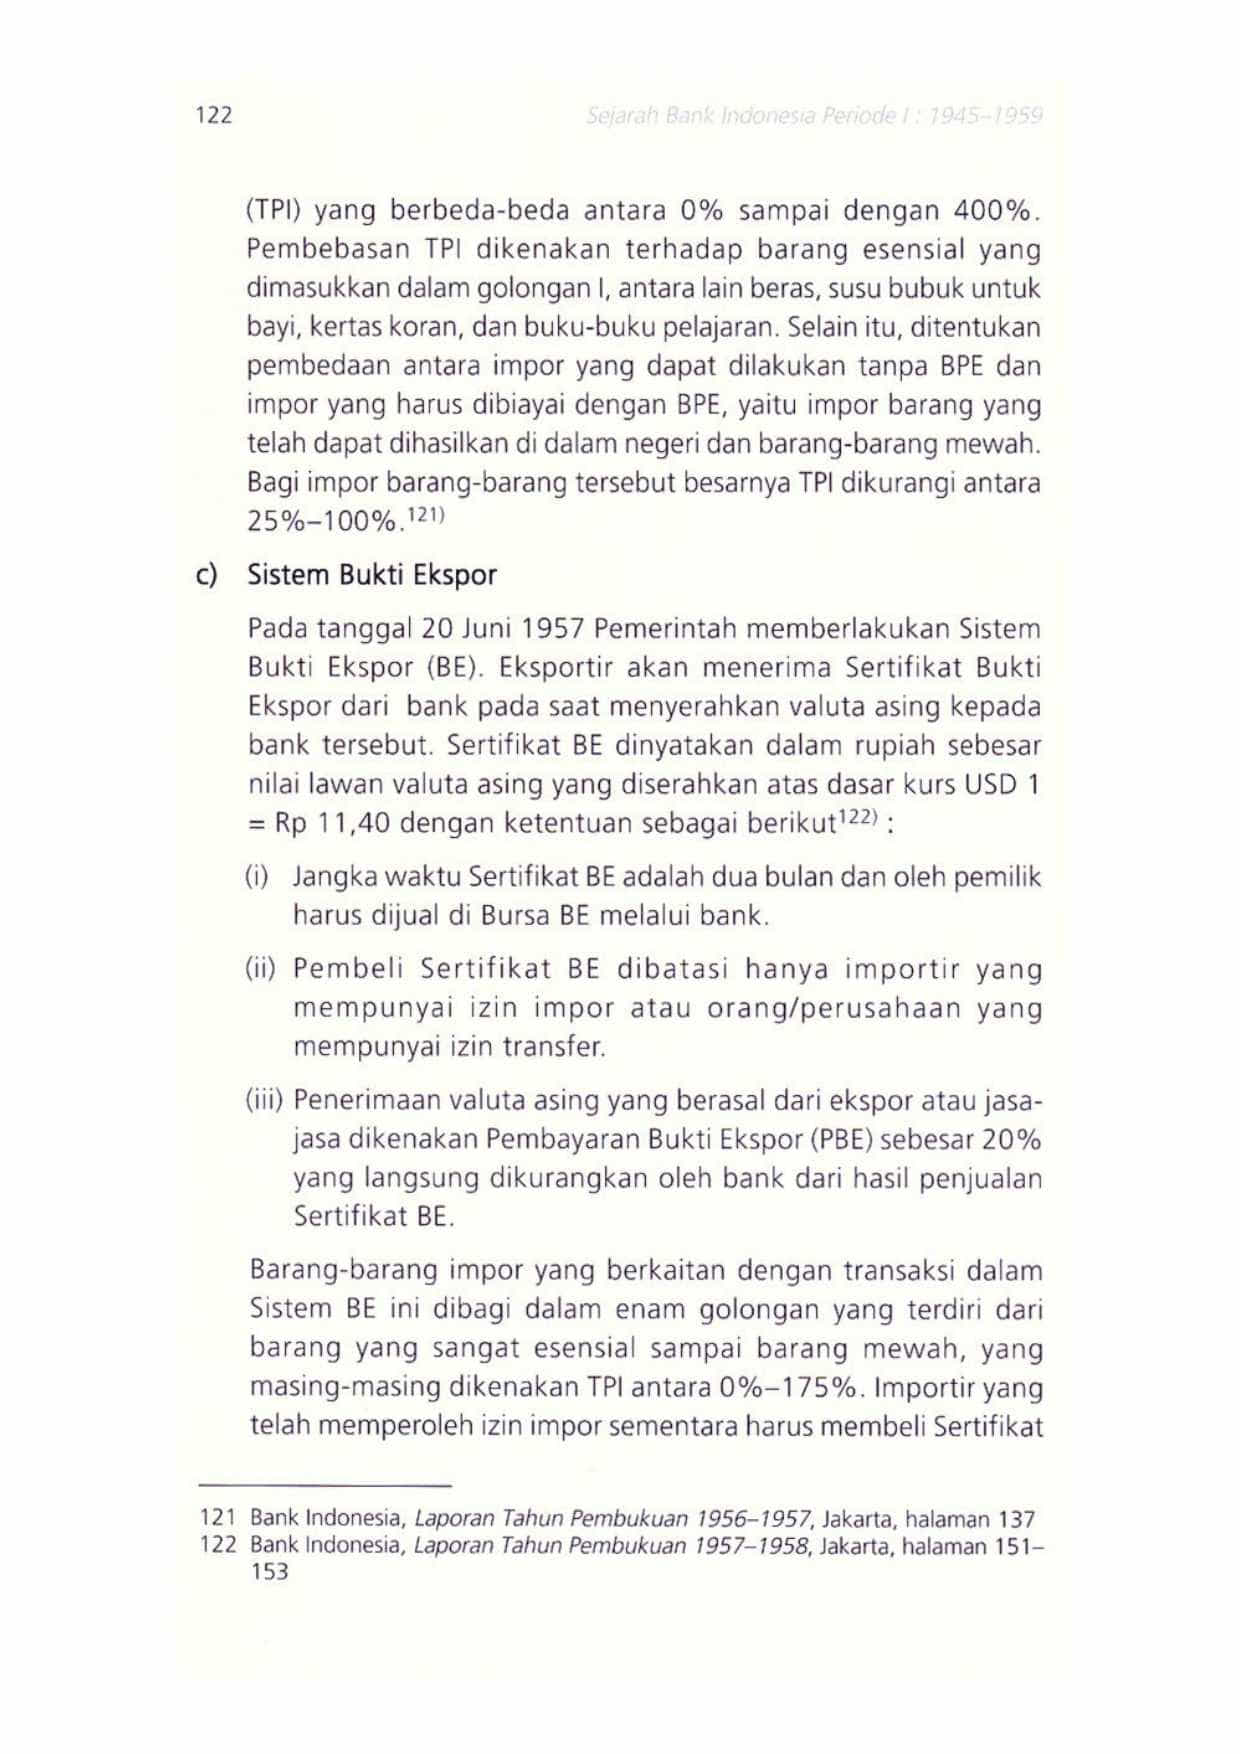 122
Sejarah Bank Indonesia Periode I : 1945–1959
(TPI) yang berbeda-beda antara 0% sampai dengan 400%.
Pembebasan TPI dikenakan terhadap barang esensial yang
dimasukkan dalam golongan I, antara lain beras, susu bubuk untuk
bayi, kertas koran, dan buku-buku pelajaran. Selain itu, ditentukan
pembedaan antara impor yang dapat dilakukan tanpa BPE dan
impor yang harus dibiayai dengan BPE, yaitu impor barang yang
telah dapat dihasilkan di dalam negeri dan barang-barang mewah.
Bagi impor barang-barang tersebut besarnya TPI dikurangi antara
25%–100%.121)
c) Sistem Bukti Ekspor
Pada tanggal 20 Juni 1957 Pemerintah memberlakukan Sistem
Bukti Ekspor (BE). Eksportir akan menerima Sertifikat Bukti
Ekspor dari bank pada saat menyerahkan valuta asing kepada
bank tersebut. Sertifikat BE dinyatakan dalam rupiah sebesar
nilai lawan valuta asing yang diserahkan atas dasar kurs USD 1
= Rp 11,40 dengan ketentuan sebagai berikut122) :
(i) Jangka waktu Sertifikat BE adalah dua bulan dan oleh pemilik
harus dijual di Bursa BE melalui bank.
(ii) Pembeli Sertifikat BE dibatasi hanya importir yang
mempunyai izin impor atau orang/perusahaan yang
mempunyai izin transfer.
(iii) Penerimaan valuta asing yang berasal dari ekspor atau jasa-
jasa dikenakan Pembayaran Bukti Ekspor (PBE) sebesar 20%
yang langsung dikurangkan oleh bank dari hasil penjualan
Sertifikat BE.
Barang-barang impor yang berkaitan dengan transaksi dalam
Sistem BE ini dibagi dalam enam golongan yang terdiri dari
barang yang sangat esensial sampai barang mewah, yang
masing-masing dikenakan TPI antara 0%–175%. Importir yang
telah memperoleh izin impor sementara harus membeli Sertifikat
121 Bank Indonesia, Laporan Tahun Pembukuan 1956–1957, Jakarta, halaman 137
122 Bank Indonesia, Laporan Tahun Pembukuan 1957–1958, Jakarta, halaman 151–
153